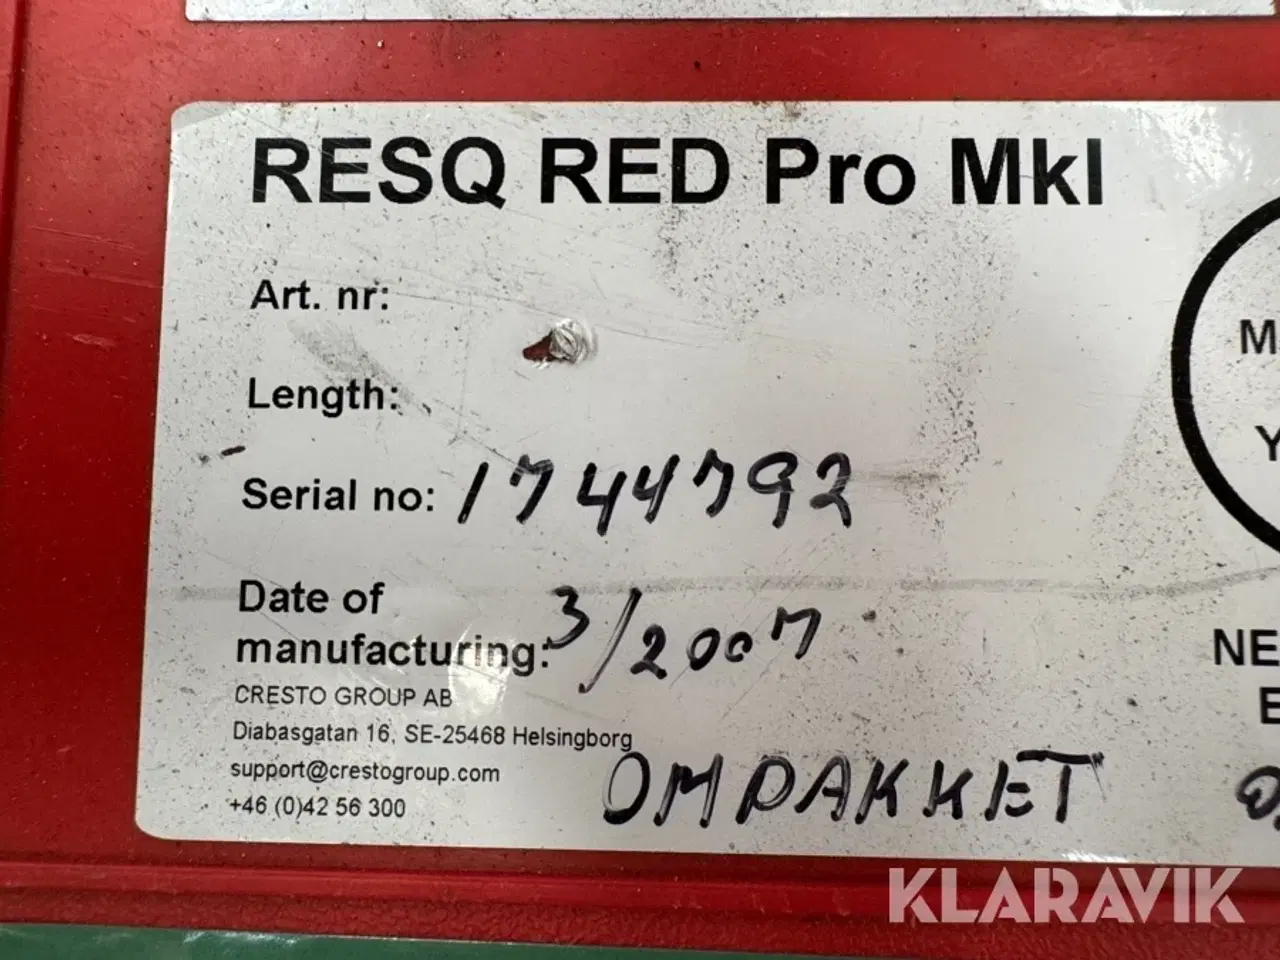 RESQ RED Pro MkI
Art. nr:
Length:
Serial no: 1744792
Date of
manufacturing: 3/2007
CRESTO GROUP AB
Diabasgatan 16, SE-25468 Helsingborg
support@crestogroup.com
+46 (0)42 56 300
OMPAKKET
M
Y
NE
E
KLARAVIK